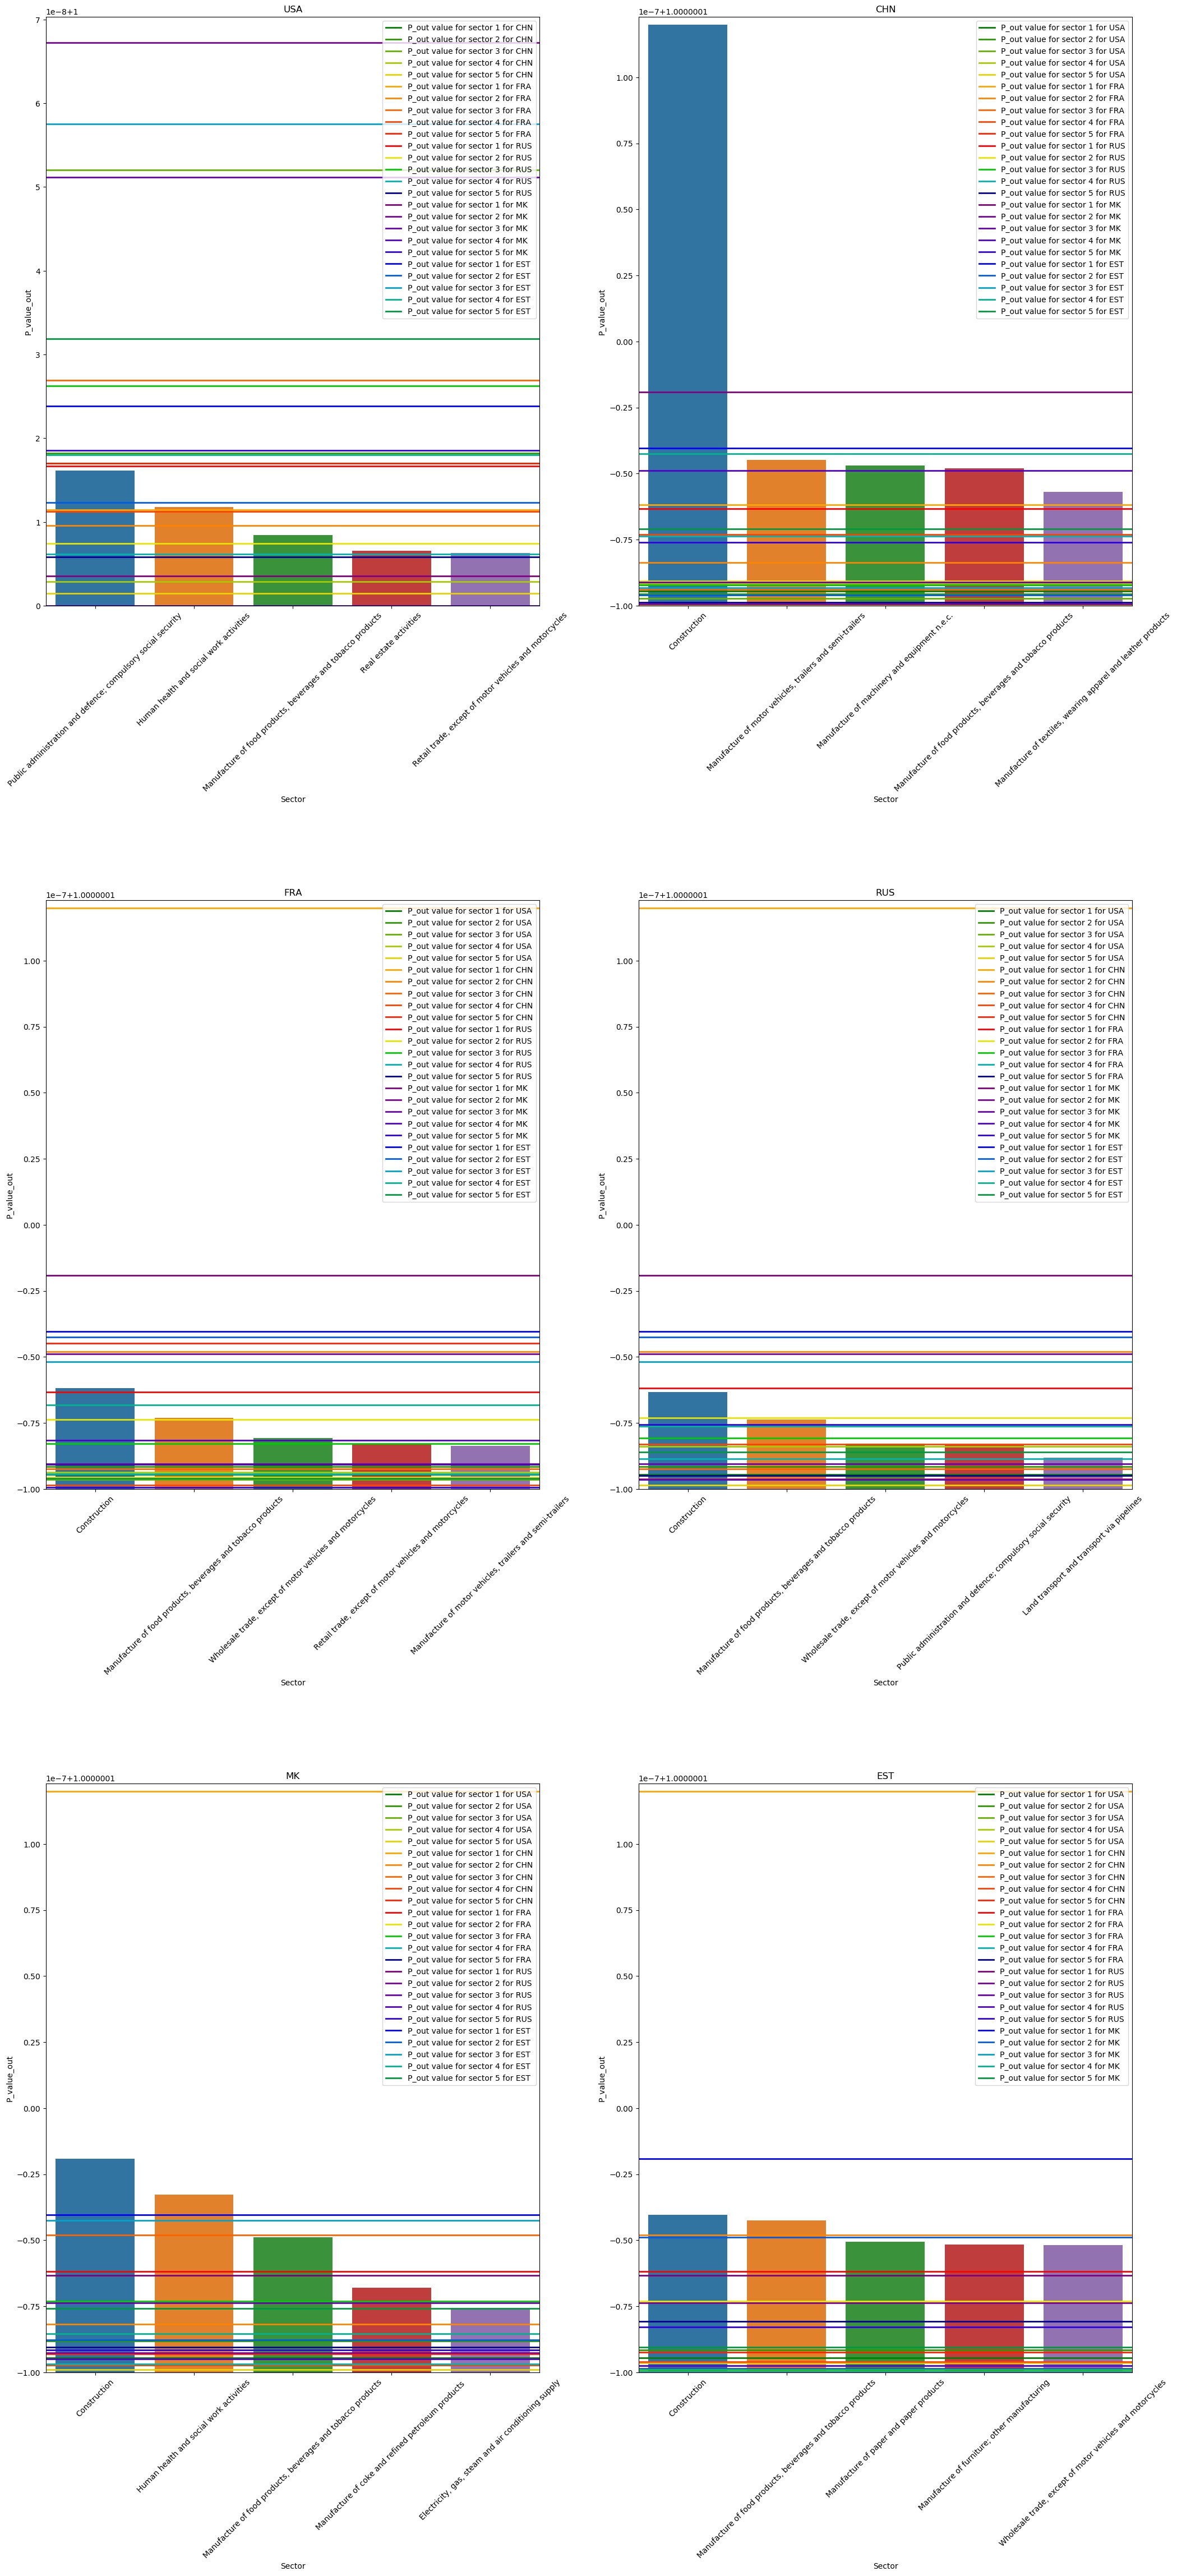 USA
1e-8+1
7
6
5
4
3
2
1
0
P_value_out
P_out value for sector 1 for CHN
P_out value for sector 2 for CHN
P_out value for sector 3 for CHN
P_out value for sector 4 for CHN
P_out value for sector 5 for CHN
P_out value for sector 1 for FRA
P_out value for sector 2 for FRA
P_out value for sector 3 for FRA
P_out value for sector 4 for FRA
P_out value for sector 5 for FRA
P_out value for sector 1 for RUS
P_out value for sector 2 for RUS
P_out value for sector 3 for RUS
P_out value for sector 4 for RUS
P_out value for sector 5 for RUS
P_out value for sector 1 for MK
P_out value for sector 2 for MK
P_out value for sector 3 for MK
P_out value for sector 4 for MK
P_out value for sector 5 for MK
P_out value for sector 1 for EST
P_out value for sector 2 for EST
P_out value for sector 3 for EST
P_out value for sector 4 for EST
P_out value for sector 5 for EST
Public administration and defence; compulsory social security
Human health and social work activities
Manufacture of food products, beverages and tobacco products
Real estate activities
Retail trade, except of motor vehicles and motorcycles
Sector
CHN
1e-7+1.0000001
1.00
0.75
0.50
0.25
0.00
−0.25
−0.50
−0.75
−1.00
P_value_out
P_out value for sector 1 for USA
P_out value for sector 2 for USA
P_out value for sector 3 for USA
P_out value for sector 4 for USA
P_out value for sector 5 for USA
P_out value for sector 1 for FRA
P_out value for sector 2 for FRA
P_out value for sector 3 for FRA
P_out value for sector 4 for FRA
P_out value for sector 5 for FRA
P_out value for sector 1 for RUS
P_out value for sector 2 for RUS
P_out value for sector 3 for RUS
P_out value for sector 4 for RUS
P_out value for sector 5 for RUS
P_out value for sector 1 for MK
P_out value for sector 2 for MK
P_out value for sector 3 for MK
P_out value for sector 4 for MK
P_out value for sector 5 for MK
P_out value for sector 1 for EST
P_out value for sector 2 for EST
P_out value for sector 3 for EST
P_out value for sector 4 for EST
P_out value for sector 5 for EST
Construction
Manufacture of motor vehicles, trailers and semi-trailers
Manufacture of machinery and equipment n.e.c.
Manufacture of food products, beverages and tobacco products
Manufacture of textiles, wearing apparel and leather products
Sector
FRA
1e-7+1.0000001
1.00
0.75
0.50
0.25
0.00
−0.25
−0.50
−0.75
−1.00
P_value_out
P_out value for sector 1 for USA
P_out value for sector 2 for USA
P_out value for sector 3 for USA
P_out value for sector 4 for USA
P_out value for sector 5 for USA
P_out value for sector 1 for CHN
P_out value for sector 2 for CHN
P_out value for sector 3 for CHN
P_out value for sector 4 for CHN
P_out value for sector 5 for CHN
P_out value for sector 1 for RUS
P_out value for sector 2 for RUS
P_out value for sector 3 for RUS
P_out value for sector 4 for RUS
P_out value for sector 5 for RUS
P_out value for sector 1 for MK
P_out value for sector 2 for MK
P_out value for sector 3 for MK
P_out value for sector 4 for MK
P_out value for sector 5 for MK
P_out value for sector 1 for EST
P_out value for sector 2 for EST
P_out value for sector 3 for EST
P_out value for sector 4 for EST
P_out value for sector 5 for EST
Construction
Manufacture of food products, beverages and tobacco products
Wholesale trade, except of motor vehicles and motorcycles
Retail trade, except of motor vehicles and motorcycles
Manufacture of motor vehicles, trailers and semi-trailers
Sector
RUS
1e-7+1.0000001
1.00
0.75
0.50
0.25
0.00
−0.25
−0.50
−0.75
−1.00
P_value_out
P_out value for sector 1 for USA
P_out value for sector 2 for USA
P_out value for sector 3 for USA
P_out value for sector 4 for USA
P_out value for sector 5 for USA
P_out value for sector 1 for CHN
P_out value for sector 2 for CHN
P_out value for sector 3 for CHN
P_out value for sector 4 for CHN
P_out value for sector 5 for CHN
P_out value for sector 1 for FRA
P_out value for sector 2 for FRA
P_out value for sector 3 for FRA
P_out value for sector 4 for FRA
P_out value for sector 5 for FRA
P_out value for sector 1 for MK
P_out value for sector 2 for MK
P_out value for sector 3 for MK
P_out value for sector 4 for MK
P_out value for sector 5 for MK
P_out value for sector 1 for EST
P_out value for sector 2 for EST
P_out value for sector 3 for EST
P_out value for sector 4 for EST
P_out value for sector 5 for EST
Construction
Manufacture of food products, beverages and tobacco products
Wholesale trade, except of motor vehicles and motorcycles
Public administration and defence; compulsory social security
Land transport and transport via pipelines
Sector
MK
1e-7+1.0000001
1.00
0.75
0.50
0.25
0.00
−0.25
−0.50
−0.75
−1.00
P_value_out
P_out value for sector 1 for USA
P_out value for sector 2 for USA
P_out value for sector 3 for USA
P_out value for sector 4 for USA
P_out value for sector 5 for USA
P_out value for sector 1 for CHN
P_out value for sector 2 for CHN
P_out value for sector 3 for CHN
P_out value for sector 4 for CHN
P_out value for sector 5 for CHN
P_out value for sector 1 for FRA
P_out value for sector 2 for FRA
P_out value for sector 3 for FRA
P_out value for sector 4 for FRA
P_out value for sector 5 for FRA
P_out value for sector 1 for RUS
P_out value for sector 2 for RUS
P_out value for sector 3 for RUS
P_out value for sector 4 for RUS
P_out value for sector 5 for RUS
P_out value for sector 1 for EST
P_out value for sector 2 for EST
P_out value for sector 3 for EST
P_out value for sector 4 for EST
P_out value for sector 5 for EST
Construction
Human health and social work activities
Manufacture of food products, beverages and tobacco products
Manufacture of coke and refined petroleum products
Electricity, gas, steam and air conditioning supply
Sector
EST
1e-7+1.0000001
1.00
0.75
0.50
0.25
0.00
−0.25
−0.50
−0.75
−1.00
P_value_out
P_out value for sector 1 for USA
P_out value for sector 2 for USA
P_out value for sector 3 for USA
P_out value for sector 4 for USA
P_out value for sector 5 for USA
P_out value for sector 1 for CHN
P_out value for sector 2 for CHN
P_out value for sector 3 for CHN
P_out value for sector 4 for CHN
P_out value for sector 5 for CHN
P_out value for sector 1 for FRA
P_out value for sector 2 for FRA
P_out value for sector 3 for FRA
P_out value for sector 4 for FRA
P_out value for sector 5 for FRA
P_out value for sector 1 for RUS
P_out value for sector 2 for RUS
P_out value for sector 3 for RUS
P_out value for sector 4 for RUS
P_out value for sector 5 for RUS
P_out value for sector 1 for MK
P_out value for sector 2 for MK
P_out value for sector 3 for MK
P_out value for sector 4 for MK
P_out value for sector 5 for MK
Construction
Manufacture of food products, beverages and tobacco products
Manufacture of paper and paper products
Manufacture of furniture; other manufacturing
Wholesale trade, except of motor vehicles and motorcycles
Sector